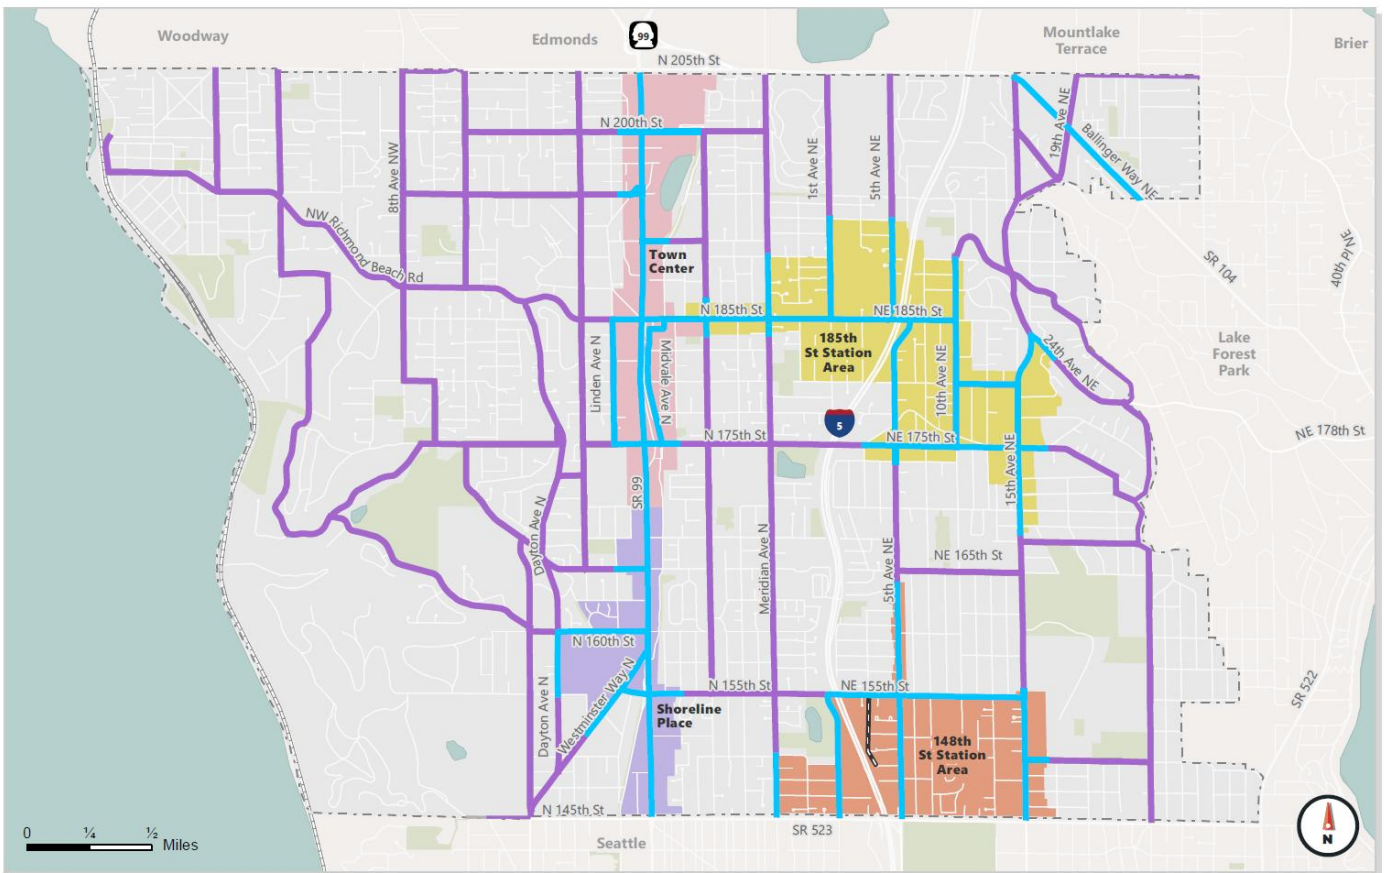 Woodway
Edmonds
99
Mountlake
Terrace
Brier
N 205th St
N 200th St
8th Ave NW
1st Ave NE
5th Ave NE
19th Ave NE
Ballinger Way NE
NW Richmond Beach Rd
Town
Center
SR 104
40th Pl NE
N 185th St
NE 185th St
185th
St Station
Area
Linden Ave N
Midvale Ave N
10th Ave NE
24th Ave NE
Lake
Forest
Park
5
N 175th St
NE 175th St
NE 178th St
15th Ave NE
SR 99
Dayton Ave N
Meridian Ave N
5th Ave NE
NE 165th St
N 160th St
Westminster Way N
Dayton Ave N
N 155th St
NE 155th St
SR 522
Shoreline
Place
148th
St Station
Area
N 145th St
SR 523
Seattle
0 ¼ ½
Miles
N